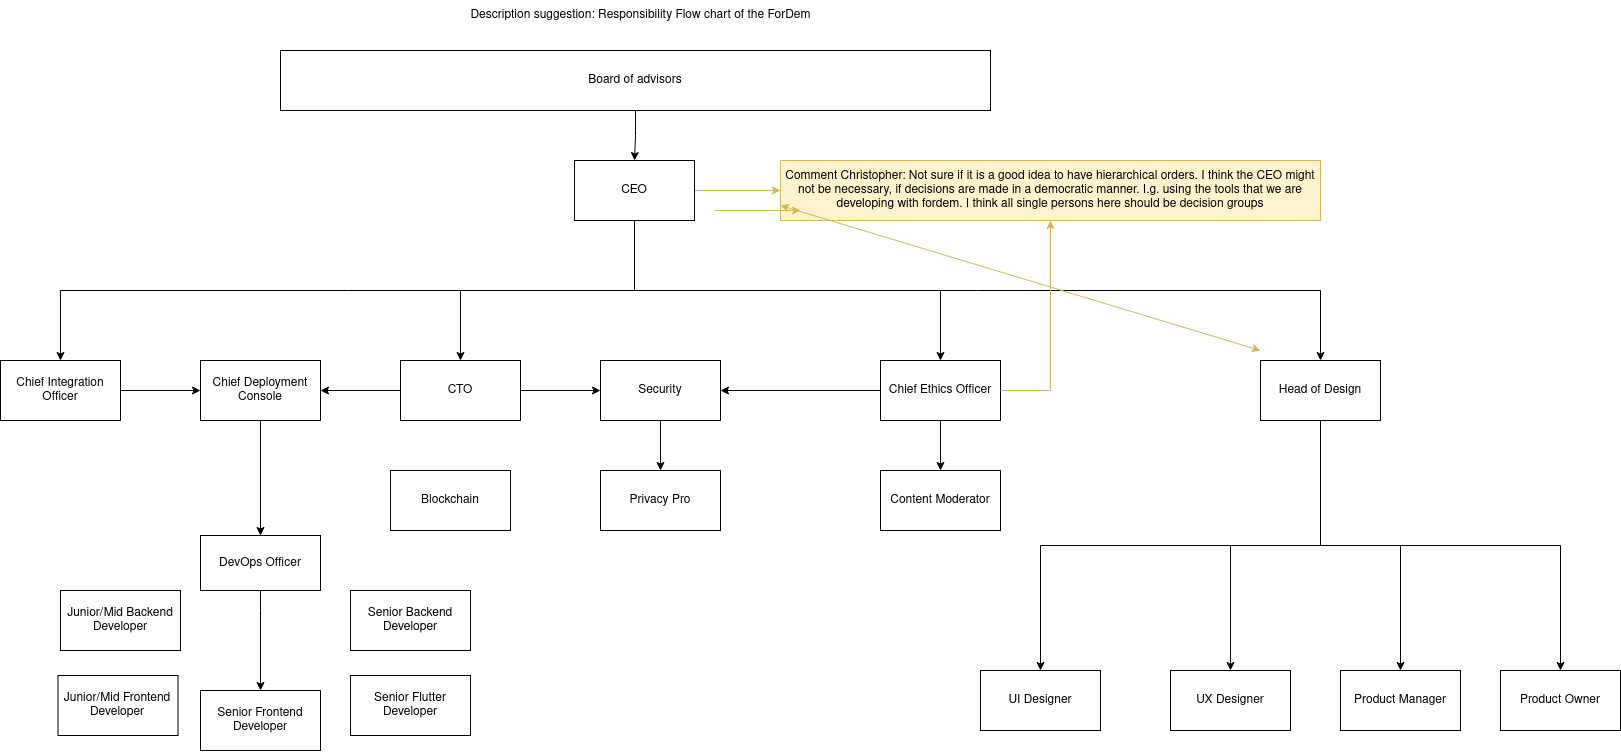 Description suggestion: Responsibility Flow chart of the ForDem
Board of advisors
CEO
Comment Christopher: Not sure if it is a good idea to have hierarchical orders. I think the CEO might
not be necessary, if decisions are made in a democratic manner. I.g. using the tools that we are
developing with fordem. I think all single persons here should be decision groups
Chief Integration
Officer
Chief Deployment
Console
CTO
Security
Chief Ethics Officer
Head of Design
Blockchain
Privacy Pro
Content Moderator
DevOps Officer
Junior/Mid Backend
Developer
Senior Backend
Developer
Junior/Mid Frontend
Developer
Senior Frontend
Developer
Senior Flutter
Developer
UI Designer
UX Designer
Product Manager
Product Owner